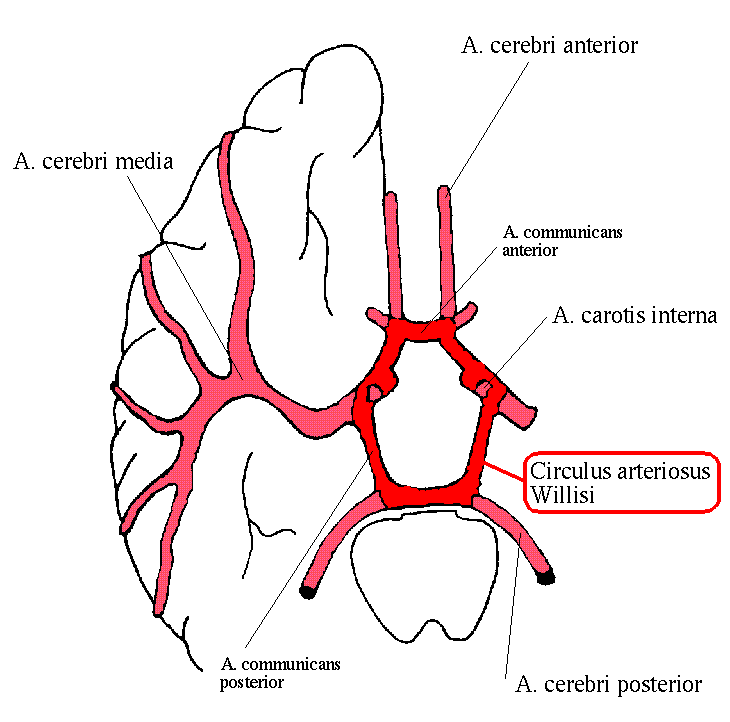 A. cerebri anterior
A. cerebri media
A. communicans
anterior
A. carotis interna
Circulus arteriosus
Willisi
A. communicans
posterior
A. cerebri posterior